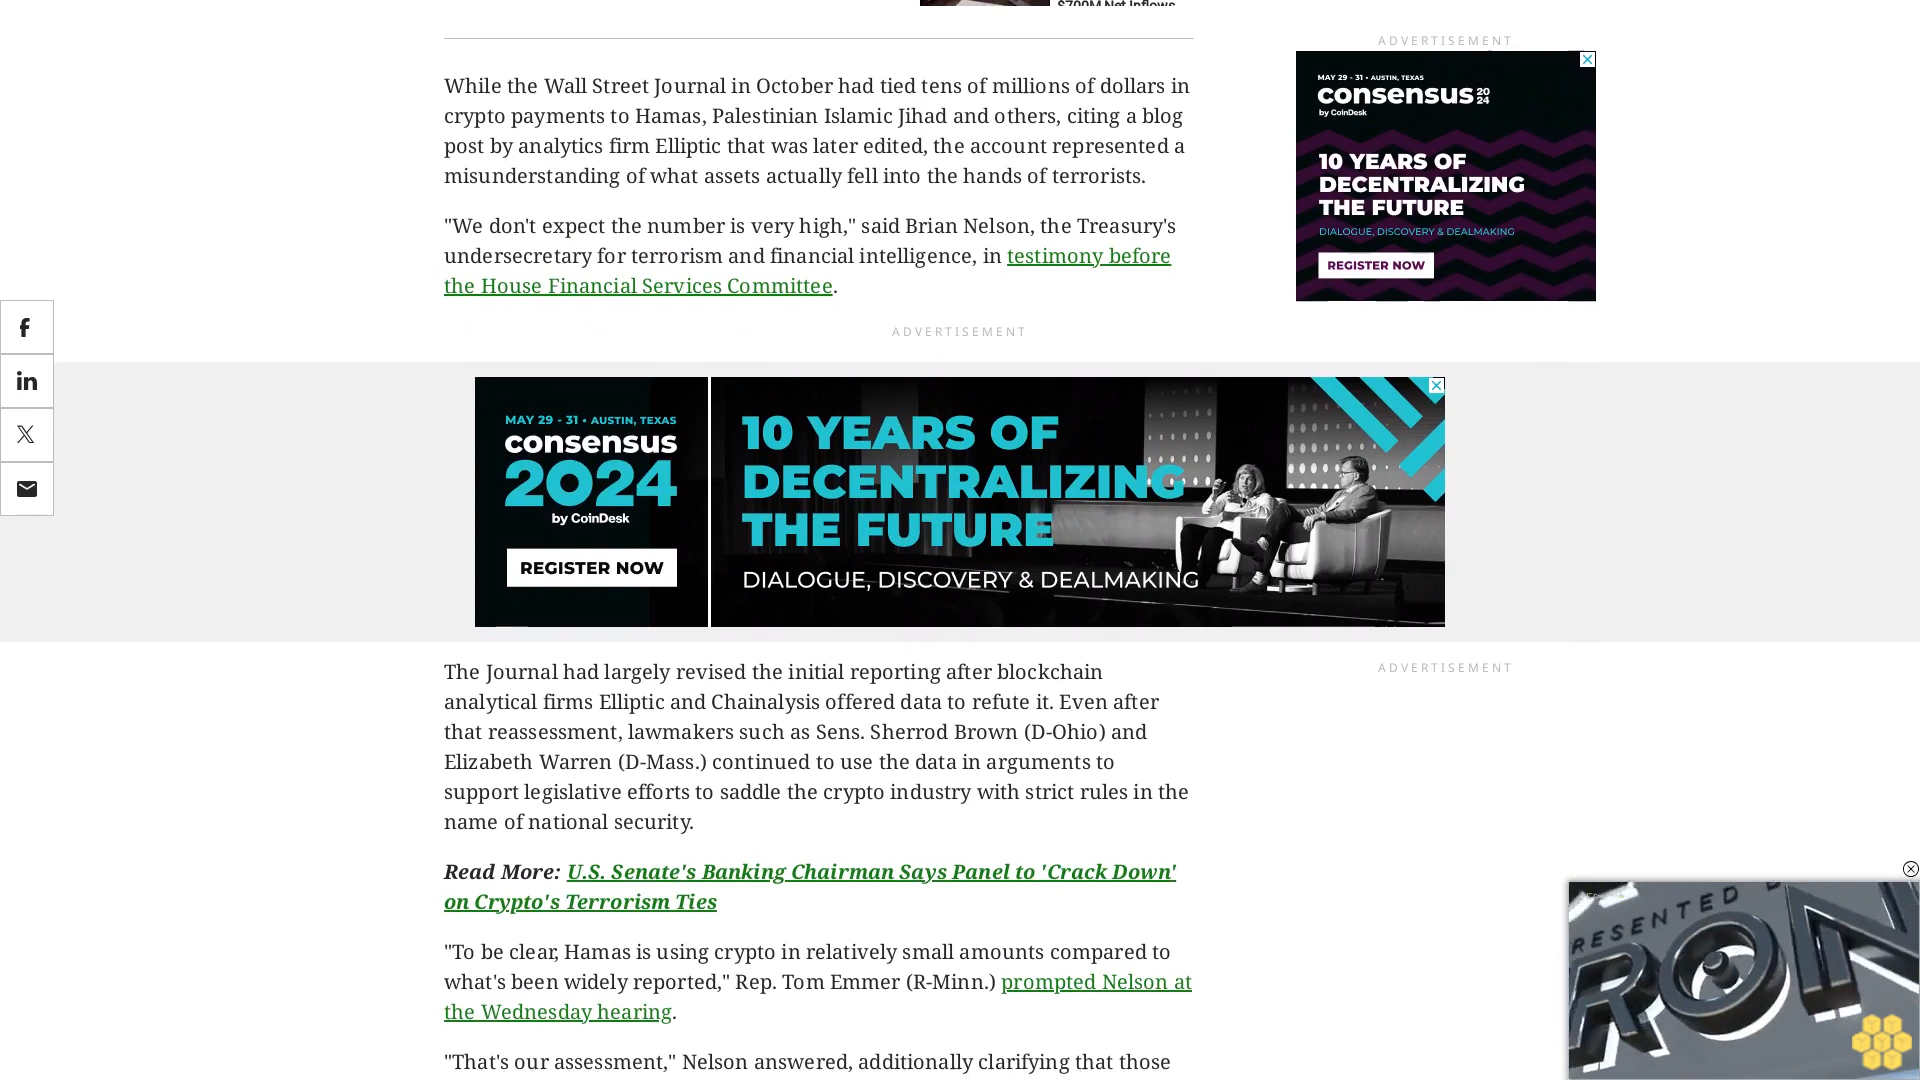 $700M Net Inflows
While the Wall Street Journal in October had tied tens of millions of dollars in
crypto payments to Hamas, Palestinian Islamic Jihad and others, citing a blog
post by analytics firm Elliptic that was later edited, the account represented a
misunderstanding of what assets actually fell into the hands of terrorists.
"We don't expect the number is very high," said Brian Nelson, the Treasury's
undersecretary for terrorism and financial intelligence, in testimony before
the House Financial Services Committee.
ADVERTISEMENT
MAY 29 - 31 • AUSTIN, TEXAS
consensus 2024
by CoinDesk
10 YEARS OF
DECENTRALIZING
THE FUTURE
DIALOGUE, DISCOVERY & DEALMAKING
REGISTER NOW
ADVERTISEMENT
MAY 29 - 31 • AUSTIN, TEXAS
consensus
2024
by CoinDesk
REGISTER NOW
10 YEARS OF
DECENTRALIZING
THE FUTURE
DIALOGUE, DISCOVERY & DEALMAKING
The Journal had largely revised the initial reporting after blockchain
analytical firms Elliptic and Chainalysis offered data to refute it. Even after
that reassessment, lawmakers such as Sens. Sherrod Brown (D-Ohio) and
Elizabeth Warren (D-Mass.) continued to use the data in arguments to
support legislative efforts to saddle the crypto industry with strict rules in the
name of national security.
Read More: U.S. Senate's Banking Chairman Says Panel to 'Crack Down'
on Crypto's Terrorism Ties
"To be clear, Hamas is using crypto in relatively small amounts compared to
what's been widely reported," Rep. Tom Emmer (R-Minn.) prompted Nelson at
the Wednesday hearing.
"That's our assessment," Nelson answered, additionally clarifying that those
ADVERTISEMENT
RESENTED
RON